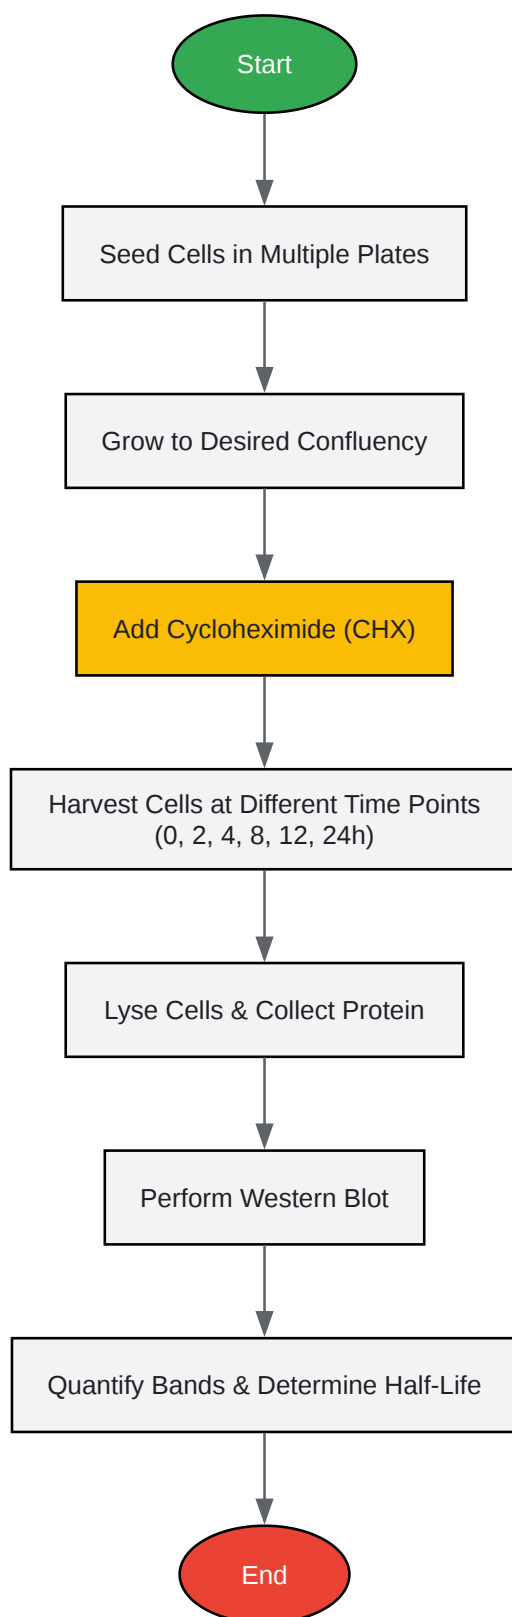 Start
Seed Cells in Multiple Plates
Grow to Desired Confluency
Add Cycloheximide (CHX)
Harvest Cells at Different Time Points
(0, 2, 4, 8, 12, 24h)
Lyse Cells & Collect Protein
Perform Western Blot
Quantify Bands & Determine Half-Life
End